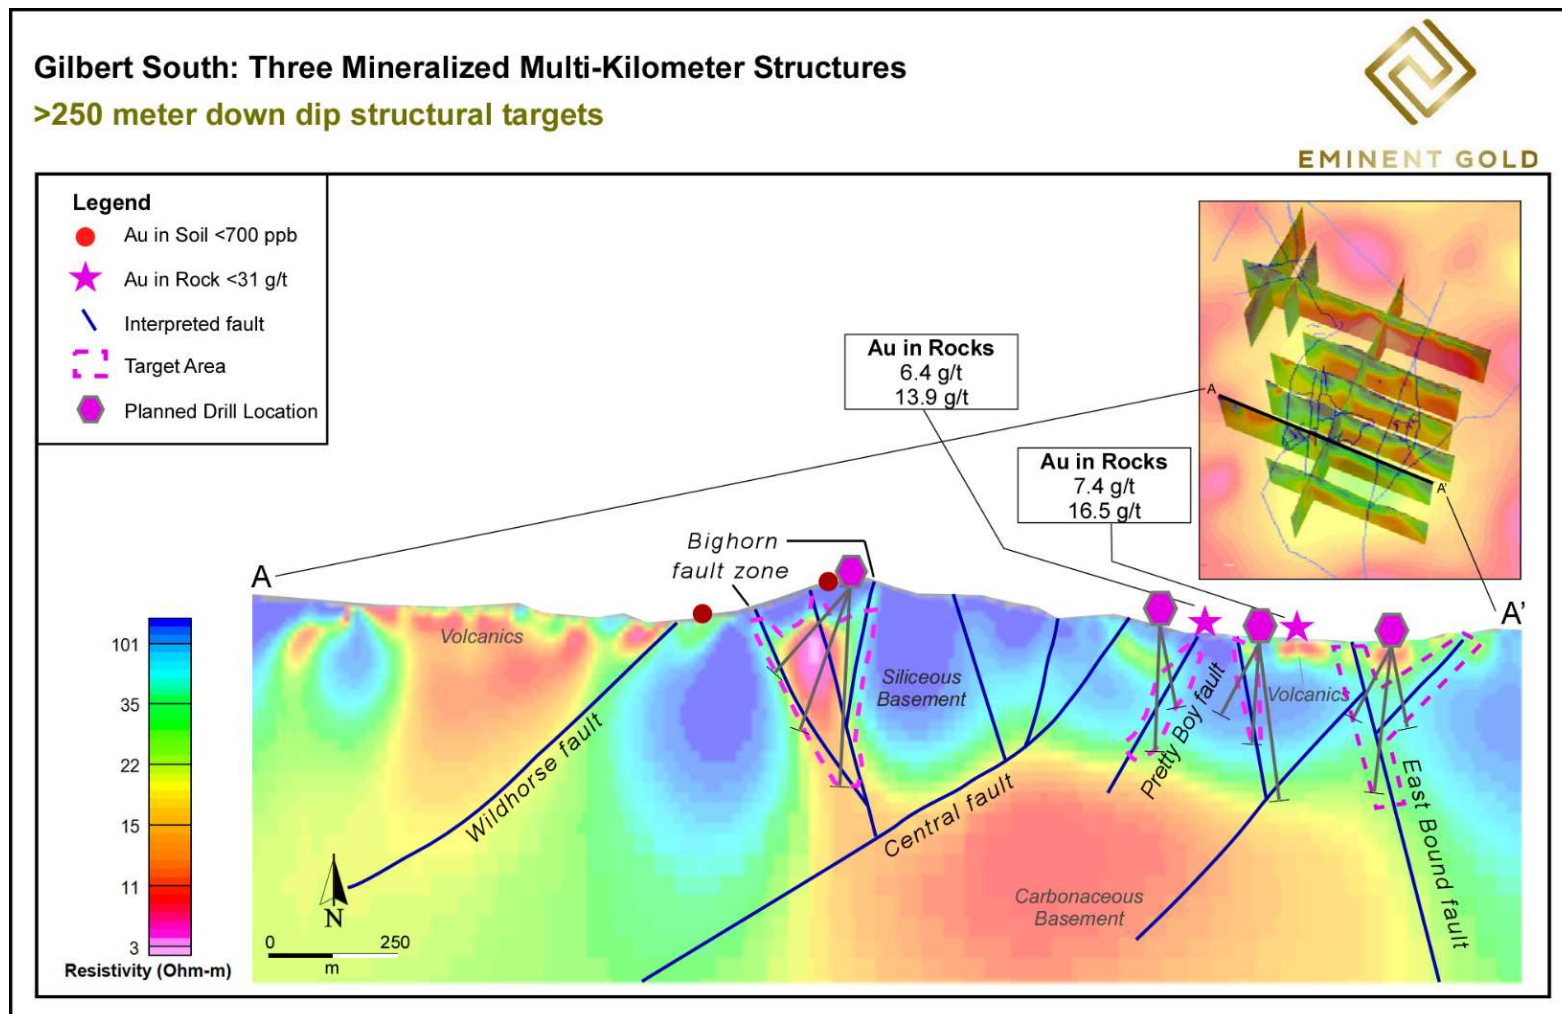 Gilbert South: Three Mineralized Multi-Kilometer Structures
>250 meter down dip structural targets
EMINENT GOLD
Legend
Au in Soil <700 ppb
Au in Rock <31 g/t
Interpreted fault
Target Area
Planned Drill Location
Au in Rocks
6.4 g/t
13.9 g/t
Au in Rocks
7.4 g/t
16.5 g/t
A
A'
Bighorn
fault zone
A
A'
Volcanics
Siliceous
Basement
Volcanics
Wildhorse fault
Central fault
Pretty Boy fault
East Bound fault
Carbonaceous
Basement
101
35
22
15
11
3
Resistivity (Ohm-m)
N
0 250
m